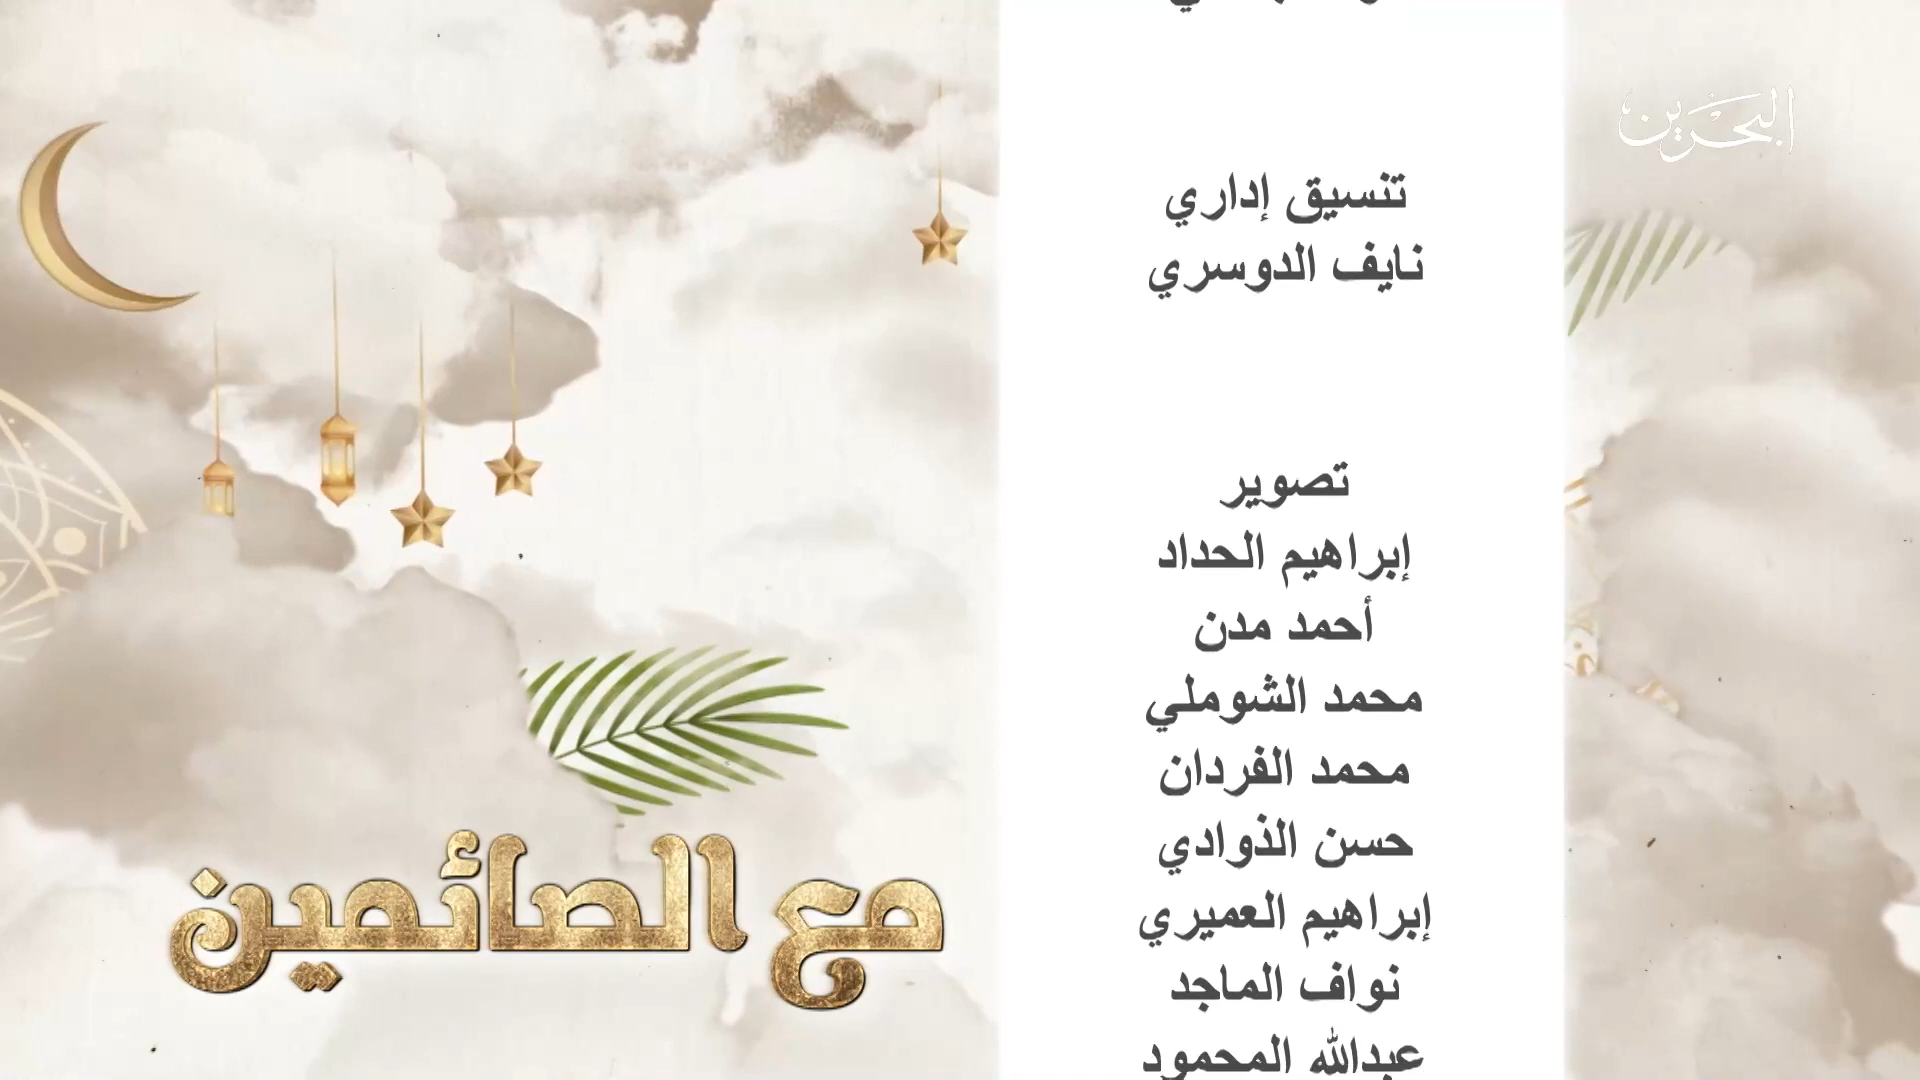 البحرين
تنسيق إداري
نايف الدوسري
تصوير
إبراهيم الحداد
أحمد مدن
محمد الشوملي
محمد الفردان
حسن الذوادي
إبراهيم العميري
نواف الماجد
عبدالله المحمود
مع الصائمين